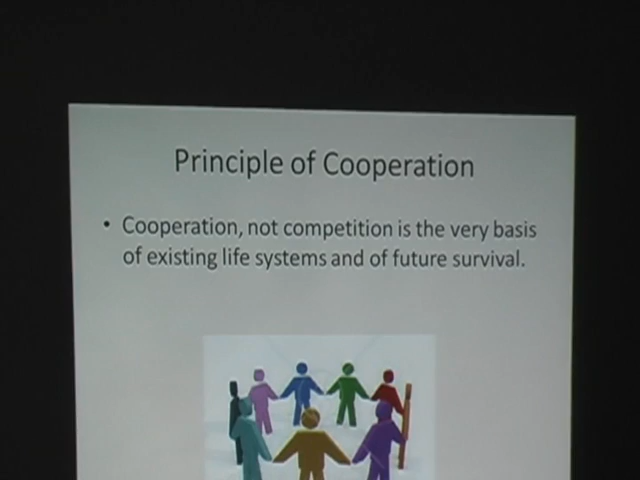 Principle of Cooperation
• Cooperation, not competition is the very basis
of existing life systems and of future survival.